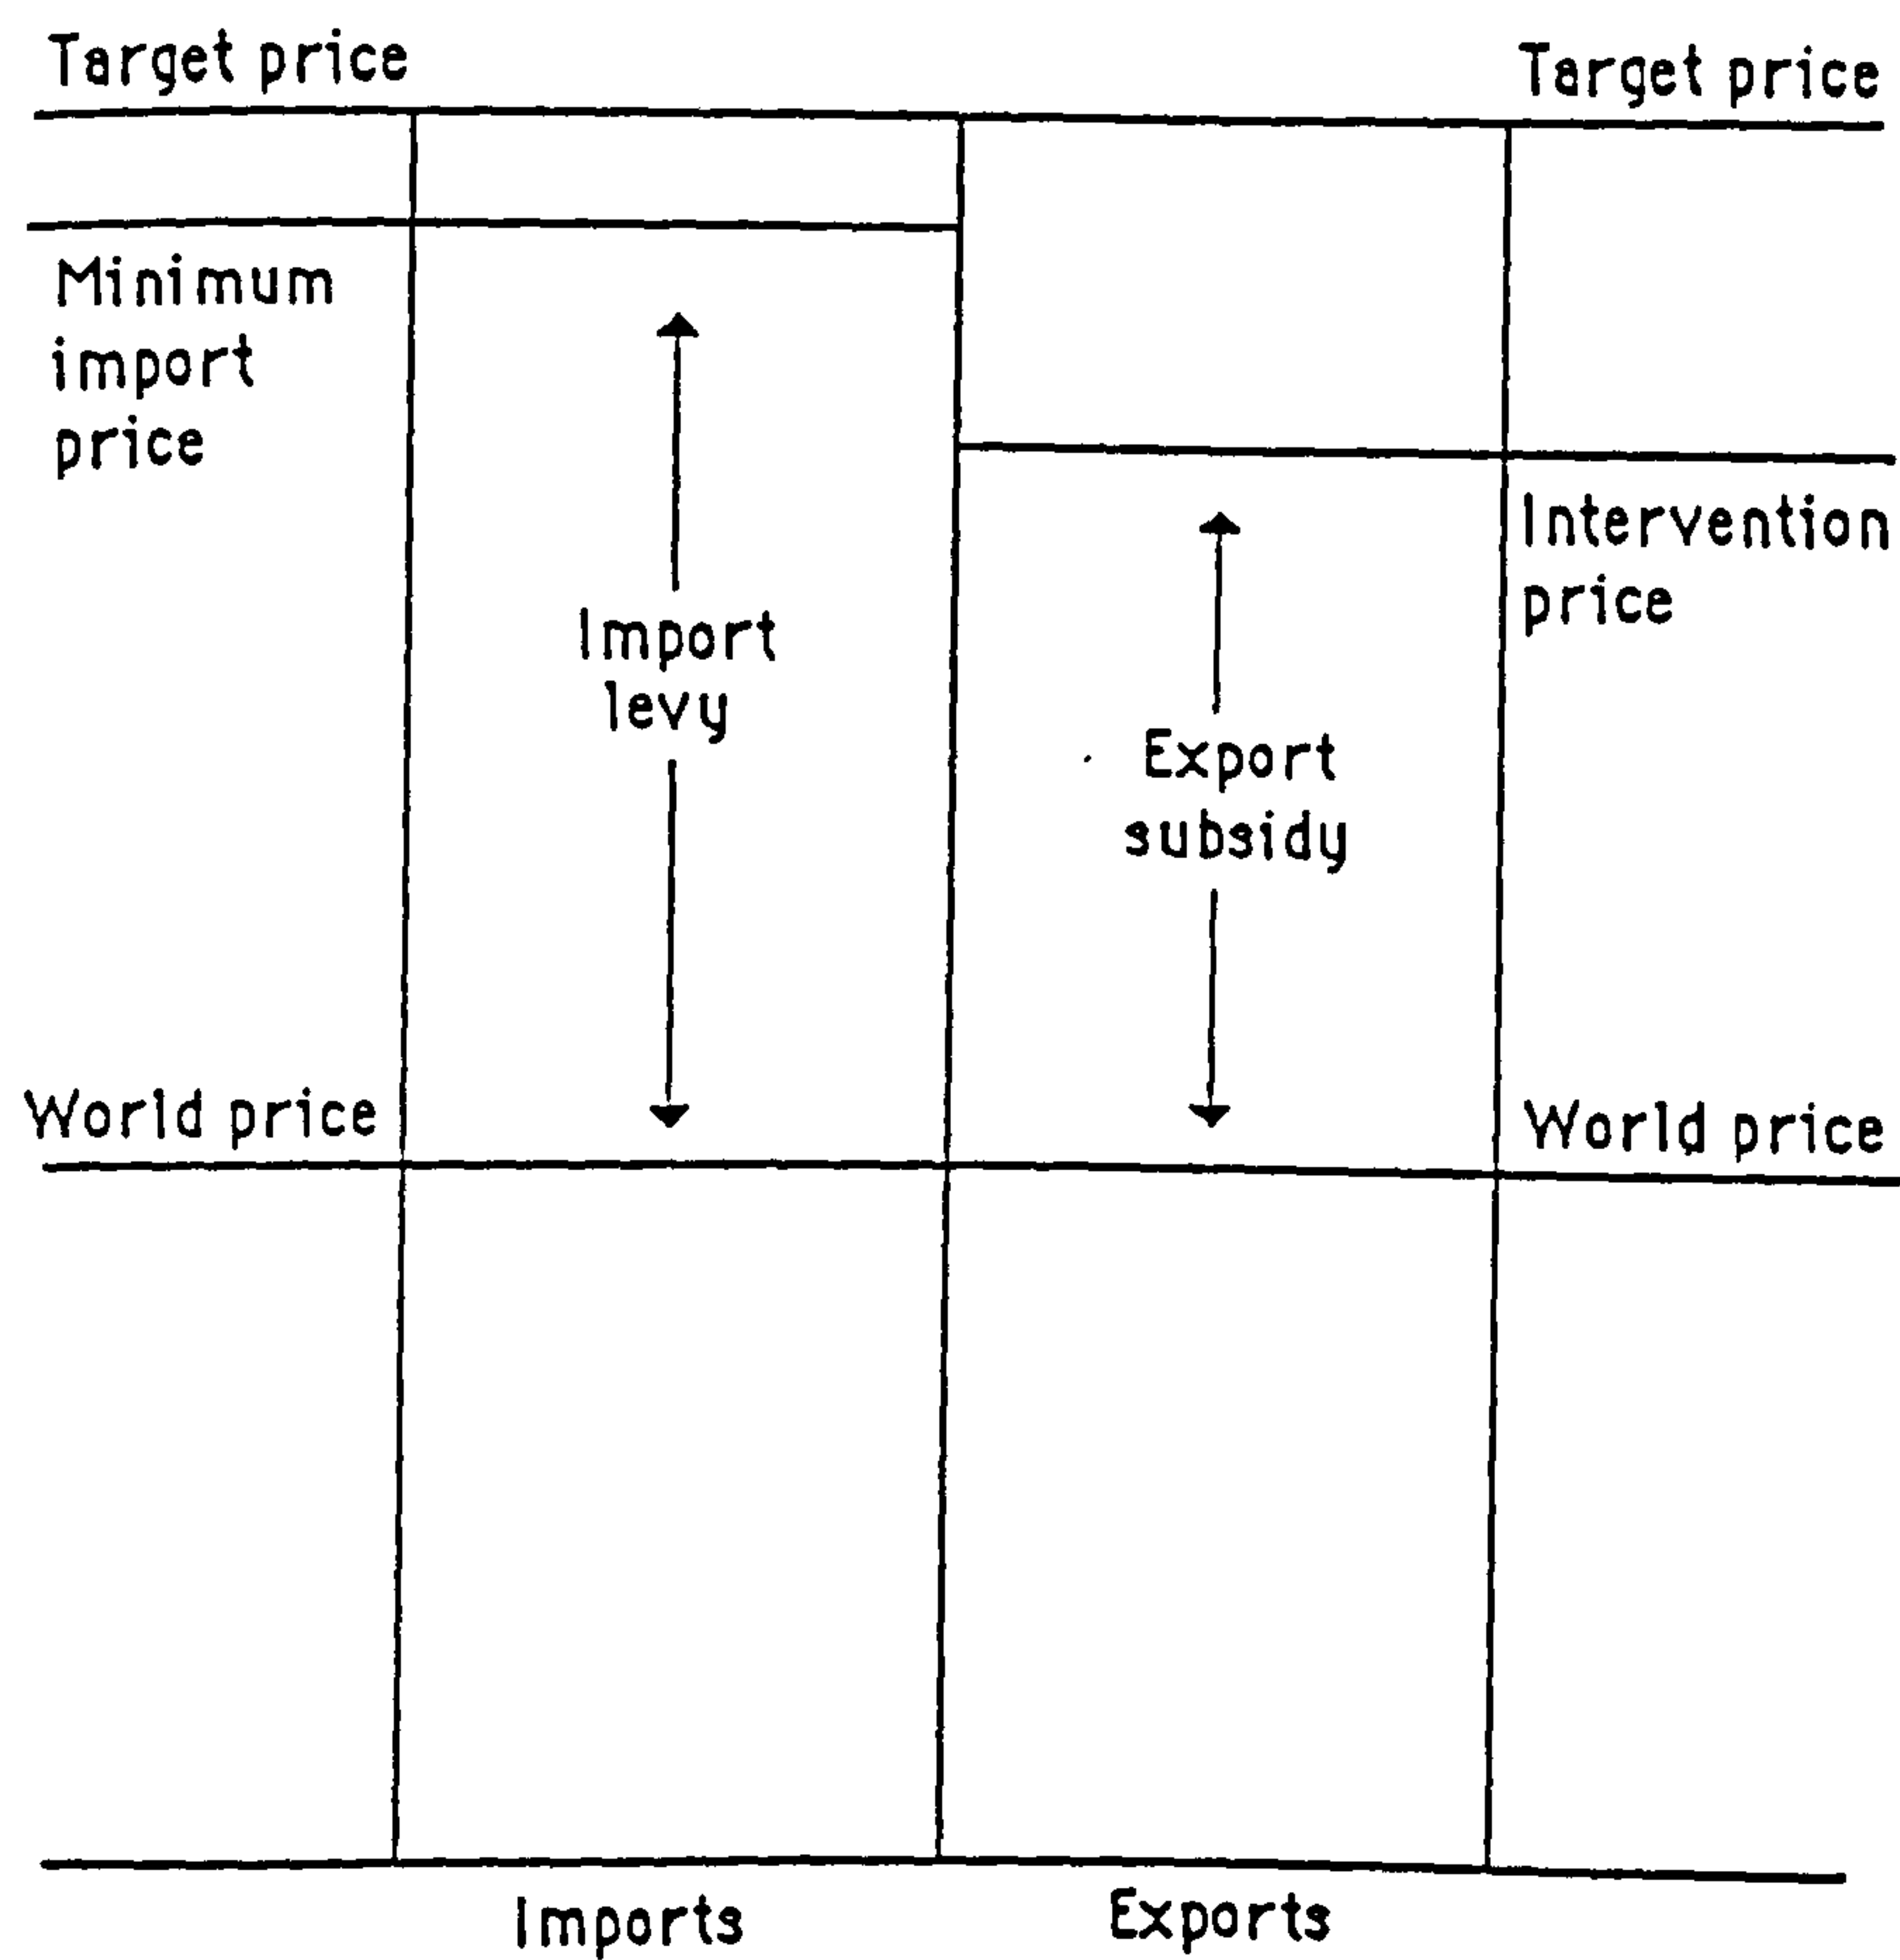 Target price
Target price
Minimum
import
price
Intervention
price
Import
levy
Export
subsidy
World price
World price
Imports
Exports